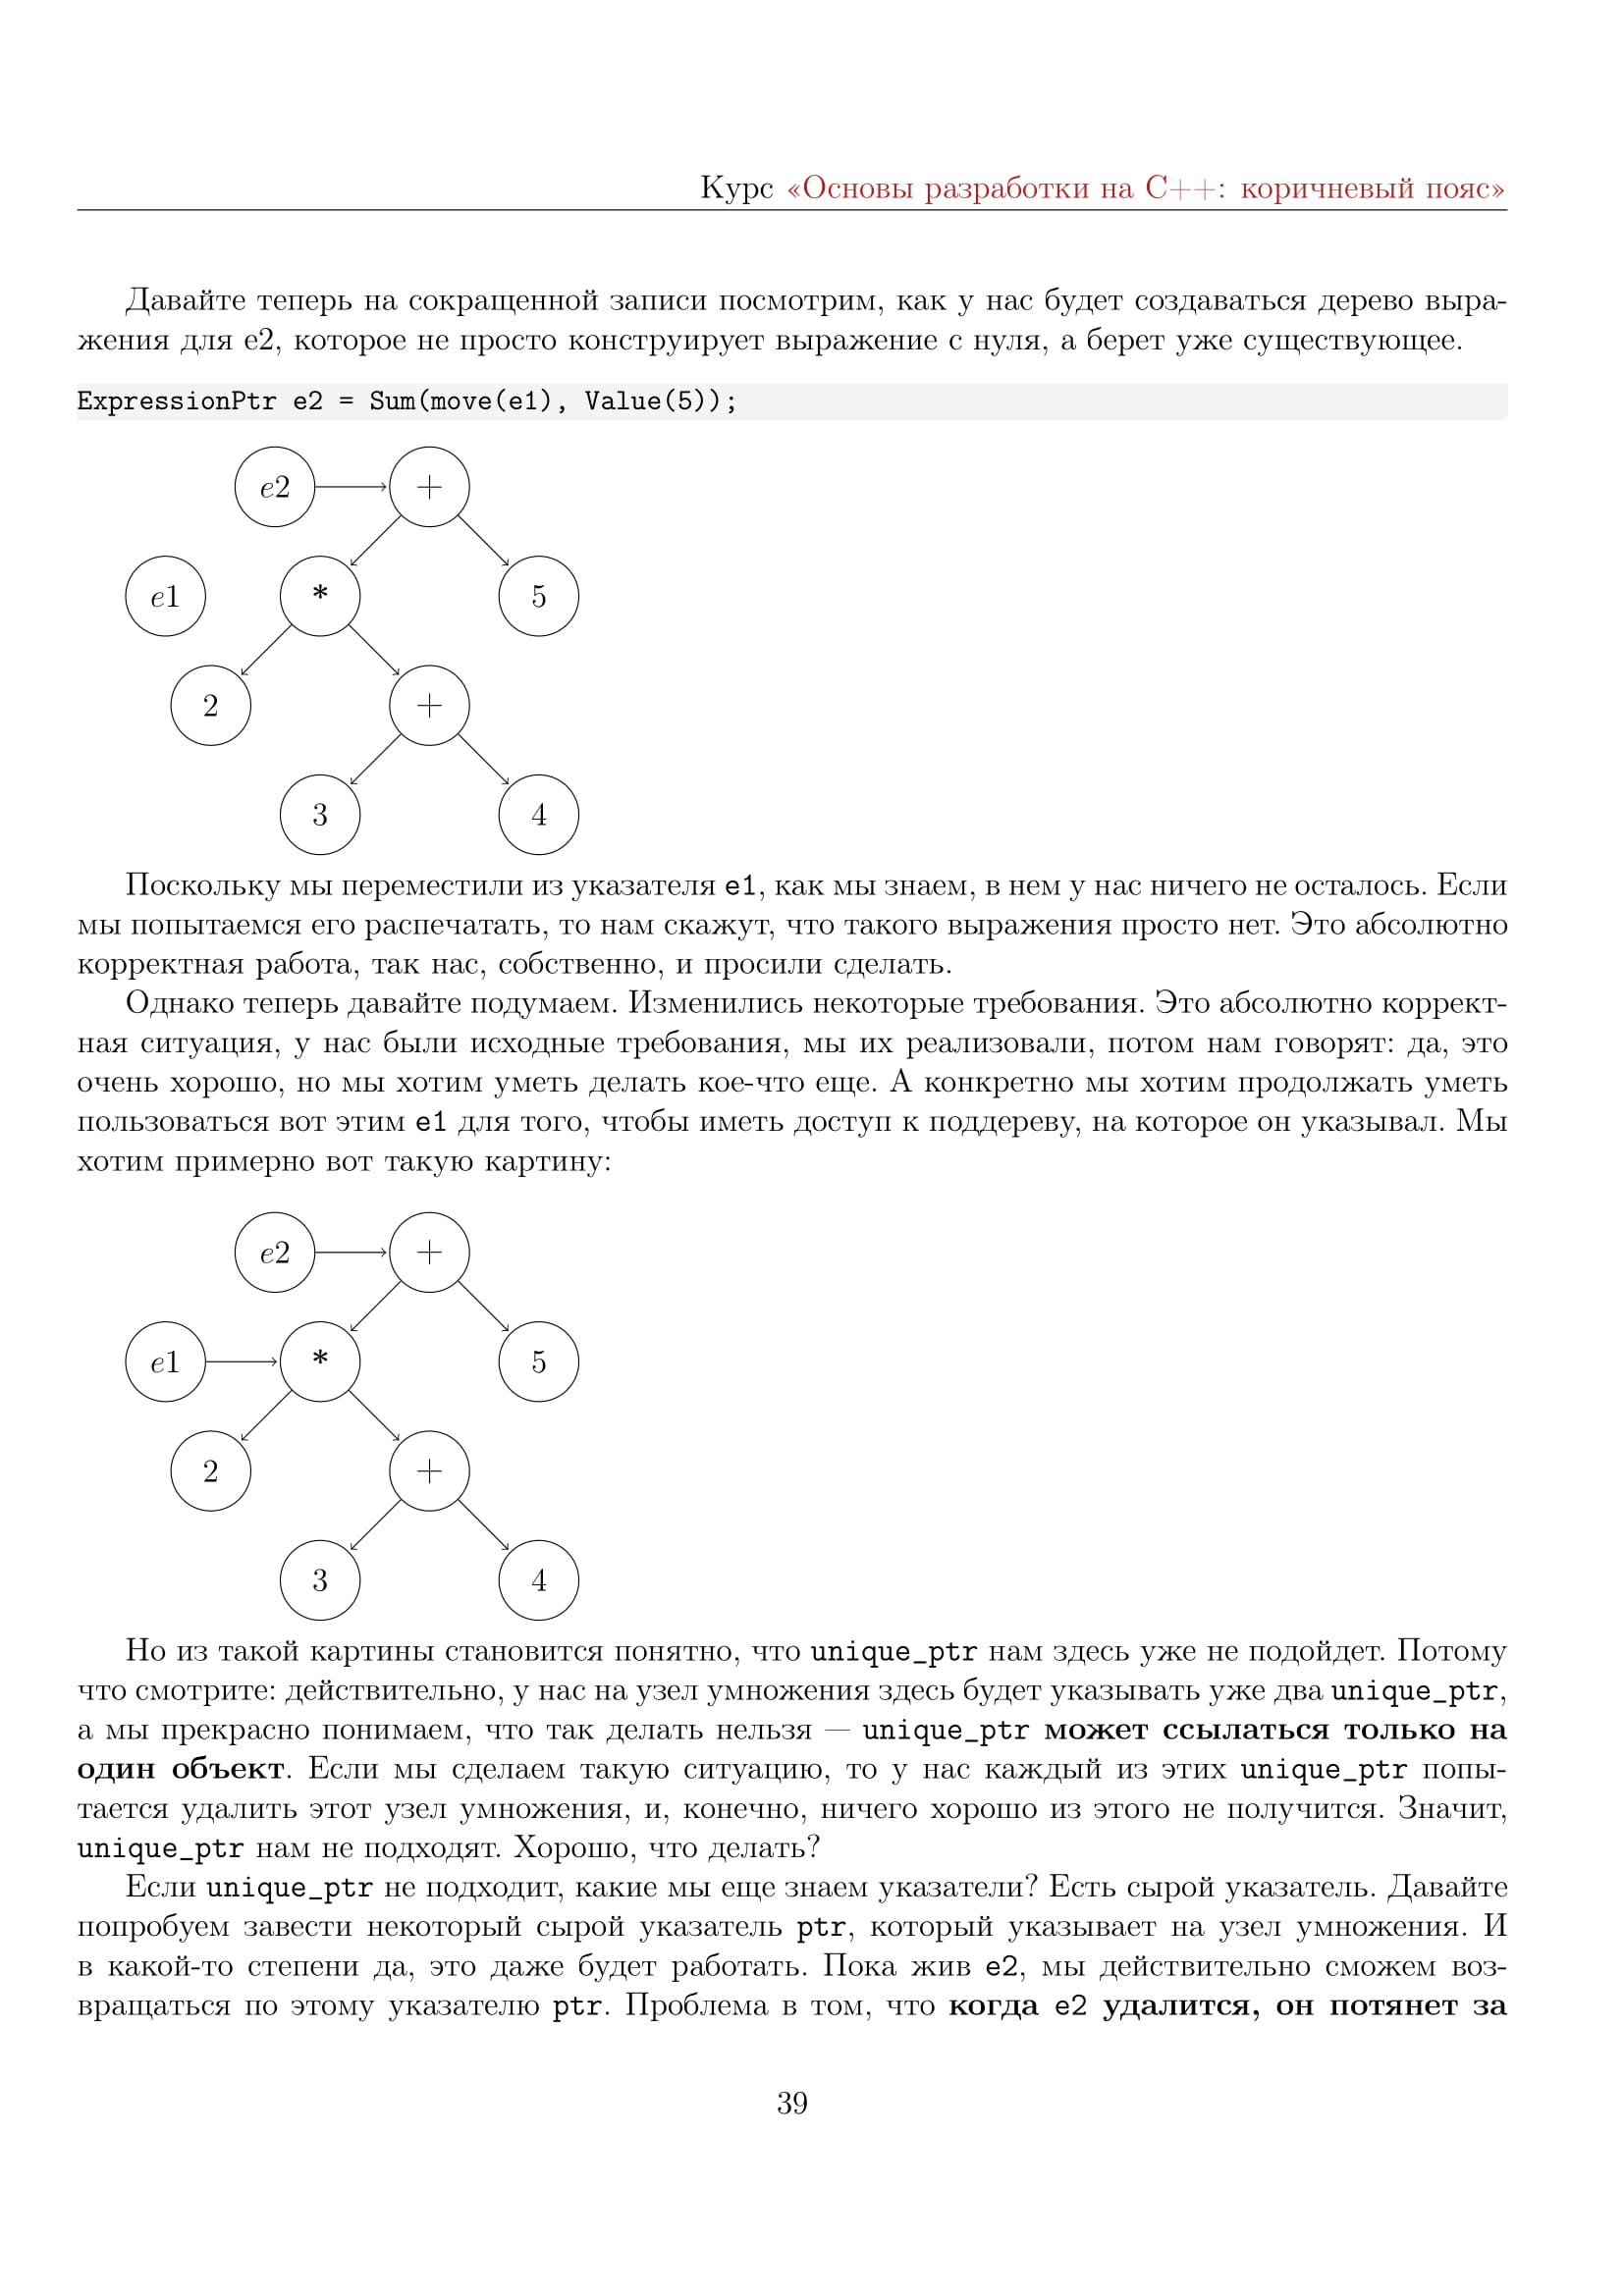 Курс «Основы разработки на C++: коричневый пояс»
Давайте теперь на сокращенной записи посмотрим, как у нас будет создаваться дерево выра-
жения для e2, которое не просто конструирует выражение с нуля, а берет уже существующее.
ExpressionPtr e2 = Sum(move(e1), Value(5));
e2 +
e1 * 5
2 +
3 4
Поскольку мы переместили из указателя e1, как мы знаем, в нем у нас ничего не осталось. Если
мы попытаемся его распечатать, то нам скажут, что такого выражения просто нет. Это абсолютно
корректная работа, так нас, собственно, и просили сделать.
Однако теперь давайте подумаем. Изменились некоторые требования. Это абсолютно коррект-
ная ситуация, у нас были исходные требования, мы их реализовали, потом нам говорят: да, это
очень хорошо, но мы хотим уметь делать кое-что еще. А конкретно мы хотим продолжать уметь
пользоваться вот этим e1 для того, чтобы иметь доступ к поддереву, на которое он указывал. Мы
хотим примерно вот такую картину:
e2 +
e1 * 5
2 +
3 4
Но из такой картины становится понятно, что unique_ptr нам здесь уже не подойдет. Потому
что смотрите: действительно, у нас на узел умножения здесь будет указывать уже два unique_ptr,
а мы прекрасно понимаем, что так делать нельзя — unique_ptr может ссылаться только на
один объект. Если мы сделаем такую ситуацию, то у нас каждый из этих unique_ptr попы-
тается удалить этот узел умножения, и, конечно, ничего хорошо из этого не получится. Значит,
unique_ptr нам не подходят. Хорошо, что делать?
Если unique_ptr не подходит, какие мы еще знаем указатели? Есть сырой указатель. Давайте
попробуем завести некоторый сырой указатель ptr, который указывает на узел умножения. И
в какой-то степени да, это даже будет работать. Пока жив e2, мы действительно сможем воз-
вращаться по этому указателю ptr. Проблема в том, что когда e2 удалится, он потянет за
39